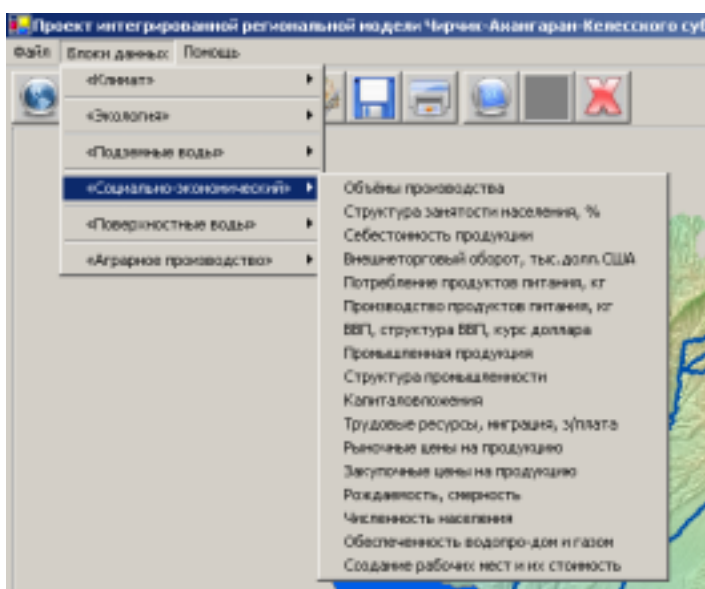 Проект интегрированной региональной модели Чирчик-Ахангаран-Келесского суб
Файл Блоки данных Помощь
«Климат»
«Экология»
«Подземные воды»
«Социально-экономический»
«Поверхностные воды»
«Аграрное производство»
Объёмы производства
Структура занятости населения, %
Себестоимость продукции
Внешнеторговый оборот, тыс.долл.США
Потребление продуктов питания, кг
Производство продуктов питания, кг
ВВП, структура ВВП, курс доллара
Промышленная продукция
Структура промышленности
Капиталовложения
Трудовые ресурсы, миграция, з/плата
Рыночные цены на продукцию
Закупочные цены на продукцию
Рождаемость, смерность
Численность населения
Обеспеченность водопро-дом и газом
Создание рабочих мест и их стоимость